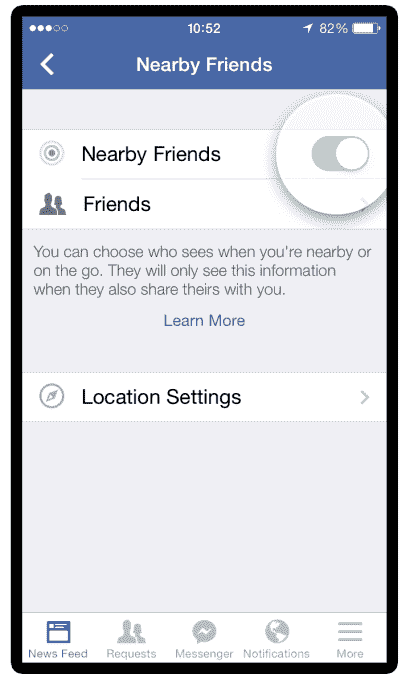 10:52
82%
Nearby Friends
Nearby Friends
Friends
You can choose who sees when you're nearby or
on the go. They will only see this information
when they also share theirs with you.
Learn More
Location Settings
News Feed Requests Messenger Notifications More